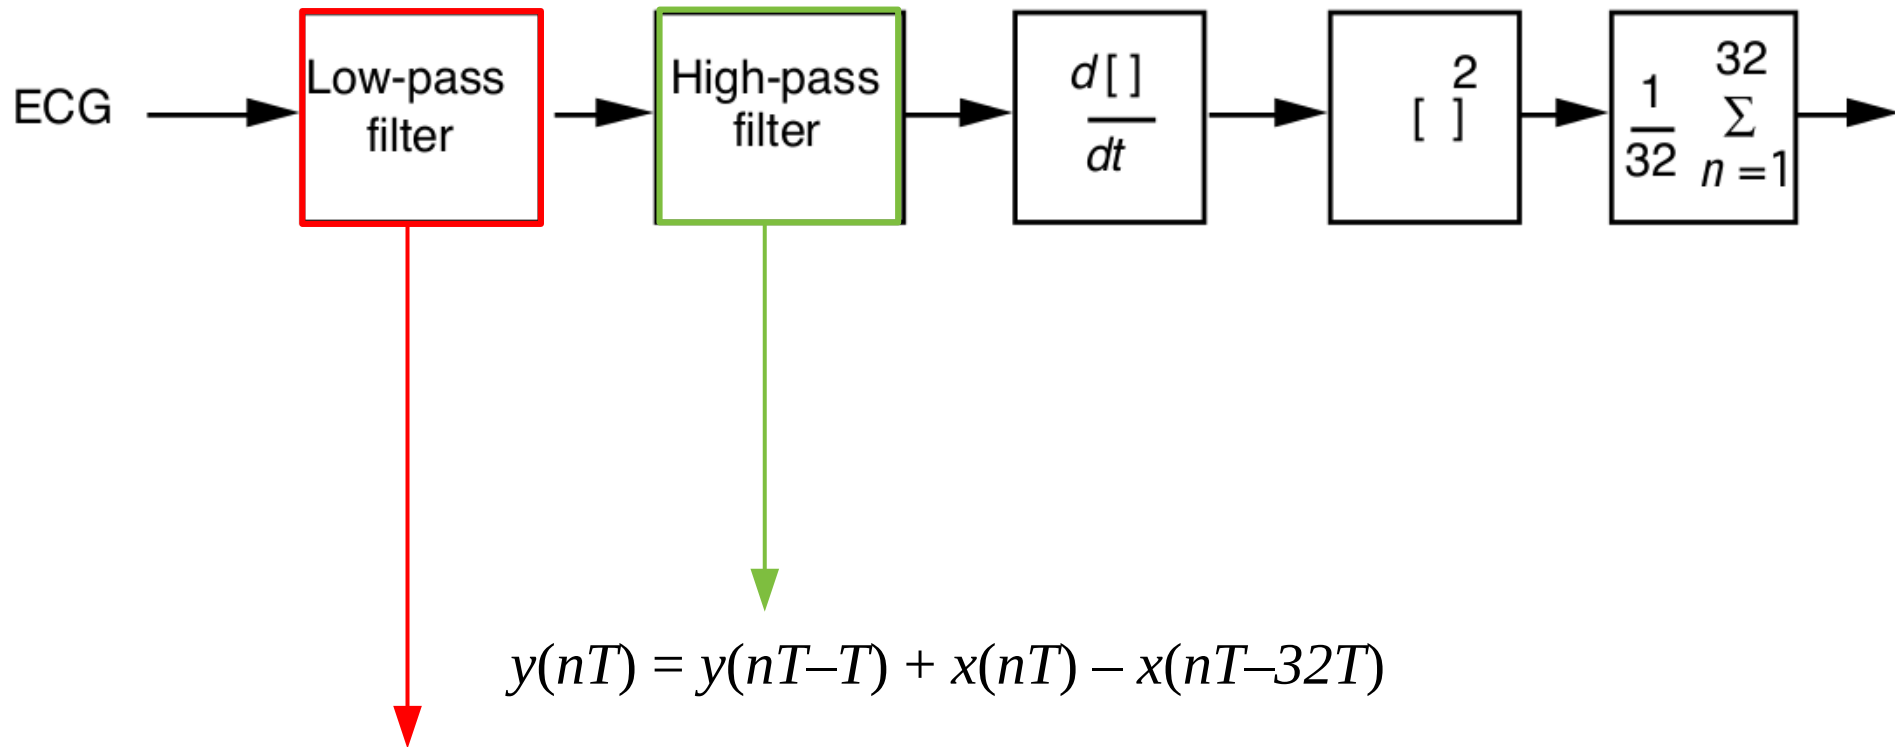 ECG
Low-pass
filter
High-pass
filter
d[ ]
dt
[ ]²
1
32
32
Σ
n =1
y(nT) = y(nT–T) + x(nT) – x(nT–32T)